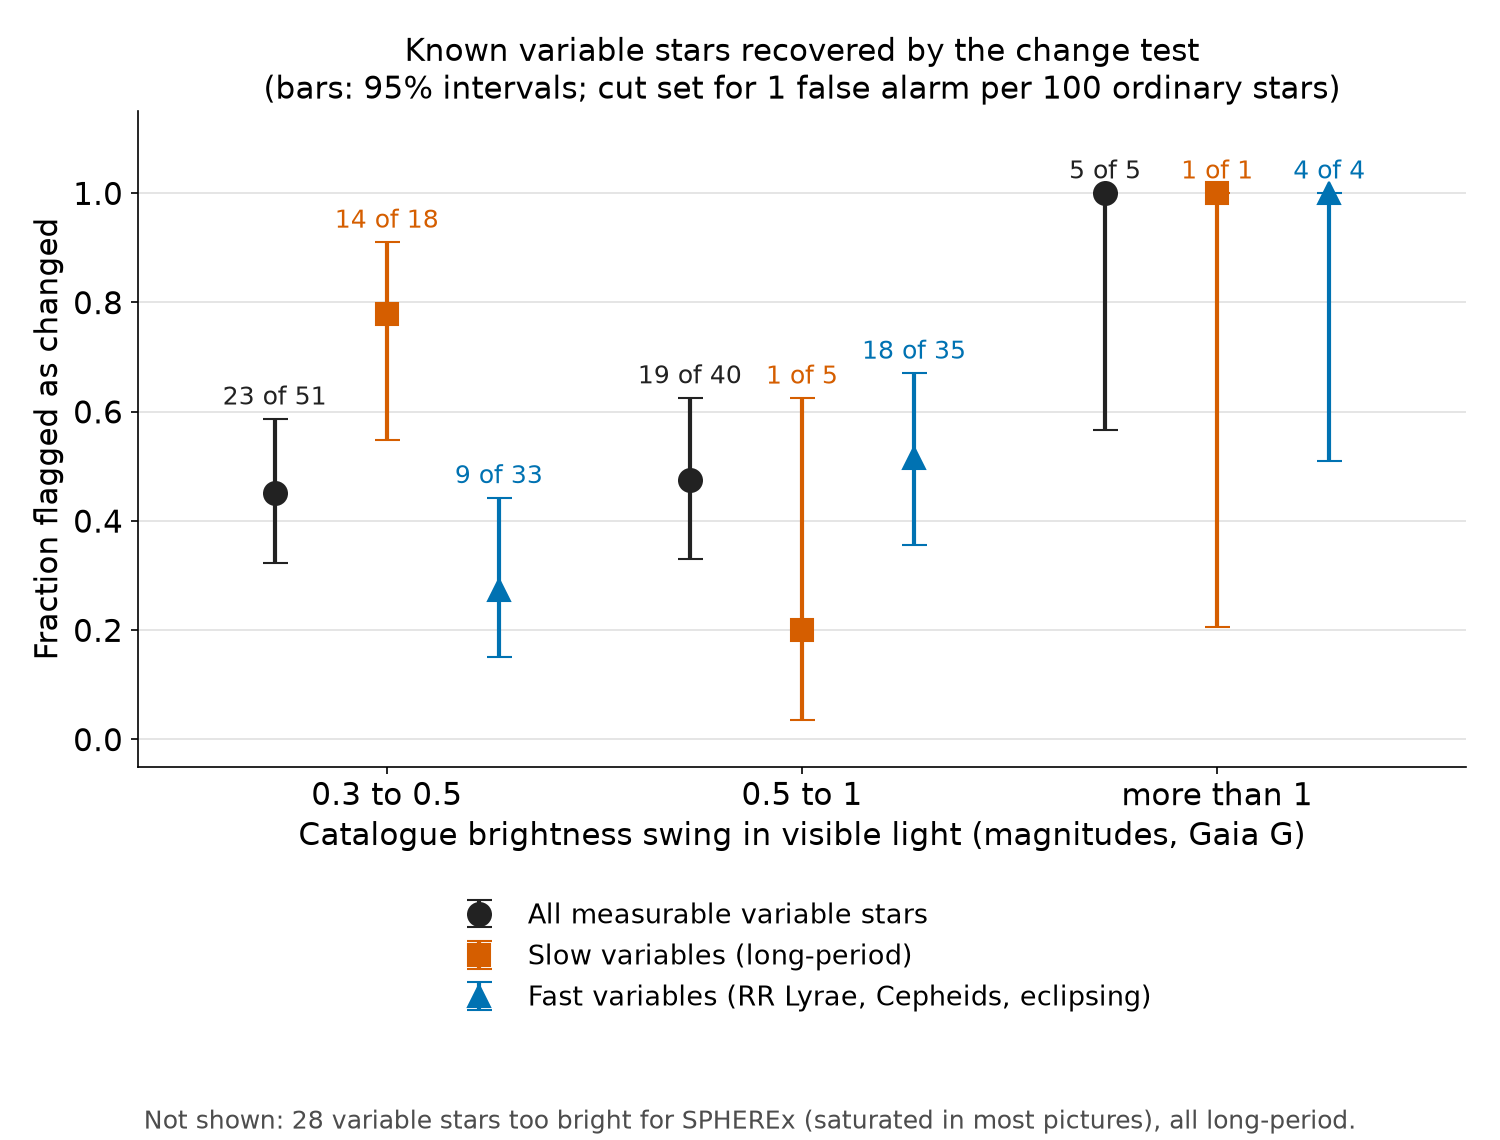 Known variable stars recovered by the change test
(bars: 95% intervals; cut set for 1 false alarm per 100 ordinary stars)
Fraction flagged as changed
1.0
0.8
0.6
0.4
0.2
0.0
23 of 51
14 of 18
9 of 33
19 of 40
1 of 5
18 of 35
5 of 5
1 of 1
4 of 4
0.3 to 0.5
0.5 to 1
more than 1
Catalogue brightness swing in visible light (magnitudes, Gaia G)
All measurable variable stars
Slow variables (long-period)
Fast variables (RR Lyrae, Cepheids, eclipsing)
Not shown: 28 variable stars too bright for SPHEREx (saturated in most pictures), all long-period.